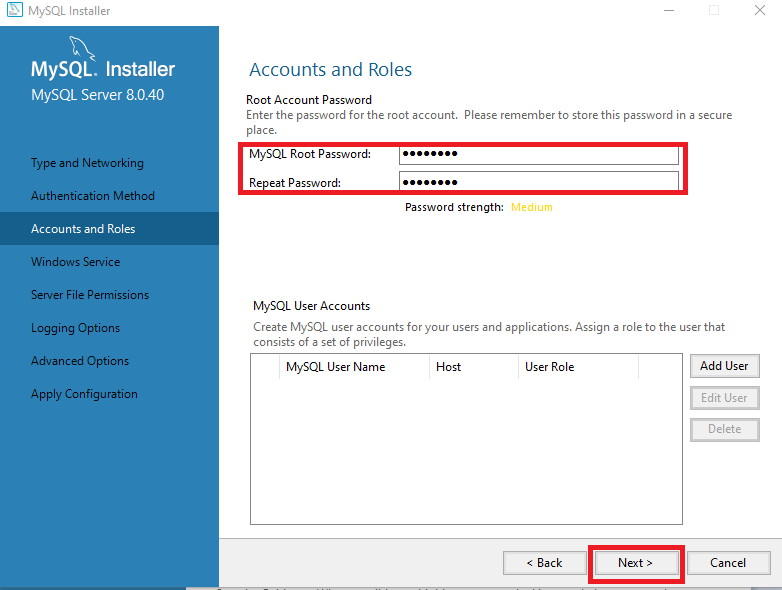 MySQL Installer
MySQL. Installer
MySQL Server 8.0.40
Type and Networking
Authentication Method
Accounts and Roles
Windows Service
Server File Permissions
Logging Options
Advanced Options
Apply Configuration
Accounts and Roles
Root Account Password
Enter the password for the root account. Please remember to store this password in a secure
place.
MySQL Root Password: ●●●●●●●●
Repeat Password: ●●●●●●●●
Password strength: Medium
MySQL User Accounts
Create MySQL user accounts for your users and applications. Assign a role to the user that
consists of a set of privileges.
MySQL User Name Host User Role
Add User
Edit User
Delete
< Back Next > Cancel